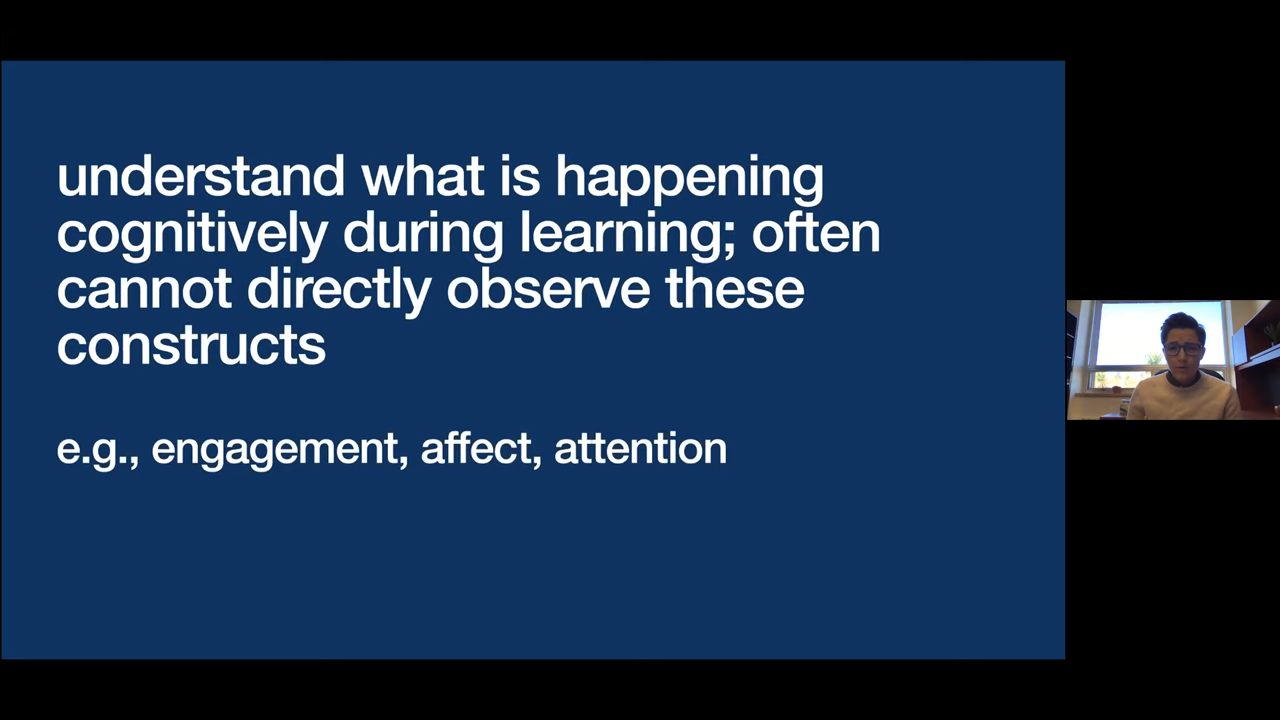 understand what is happening
cognitively during learning; often
cannot directly observe these
constructs
e.g., engagement, affect, attention